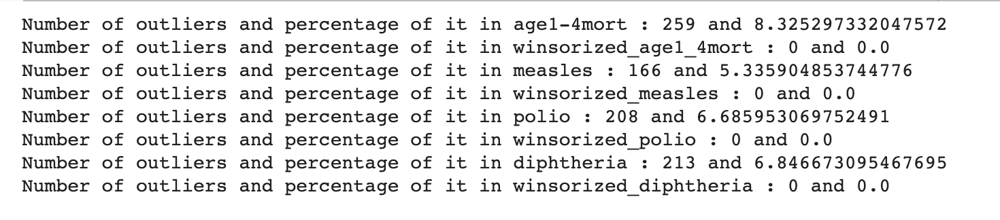 Number of outliers and percentage of it in age1-4mort : 259 and 8.325297332047572
Number of outliers and percentage of it in winsorized_age1_4mort : 0 and 0.0
Number of outliers and percentage of it in measles : 166 and 5.335904853744776
Number of outliers and percentage of it in winsorized_measles : 0 and 0.0
Number of outliers and percentage of it in polio : 208 and 6.685953069752491
Number of outliers and percentage of it in winsorized_polio : 0 and 0.0
Number of outliers and percentage of it in diphtheria : 213 and 6.846673095467695
Number of outliers and percentage of it in winsorized_diphtheria : 0 and 0.0